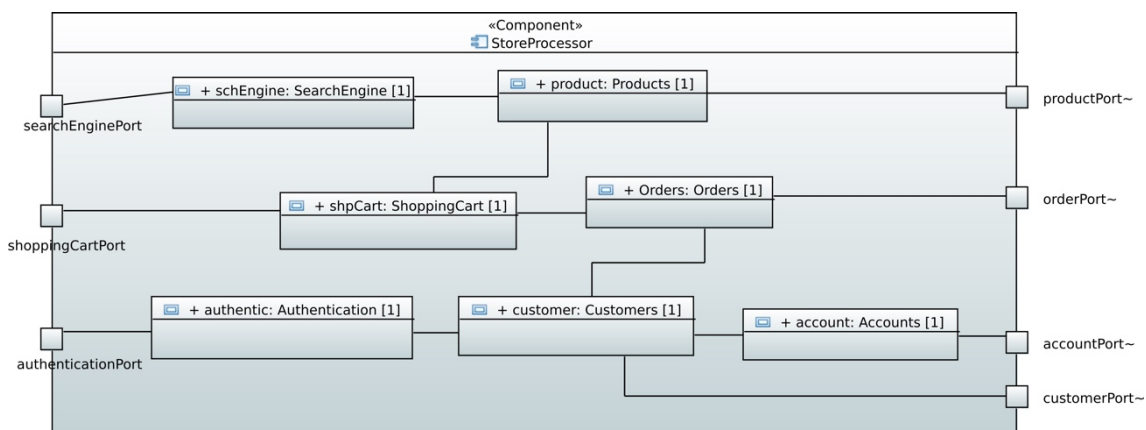 «Component»
StoreProcessor
+ schEngine: SearchEngine [1]
+ product: Products [1]
searchEnginePort
productPort~
+ shpCart: ShoppingCart [1]
+ Orders: Orders [1]
shoppingCartPort
orderPort~
+ authentic: Authentication [1]
+ customer: Customers [1]
+ account: Accounts [1]
authenticationPort
accountPort~
customerPort~